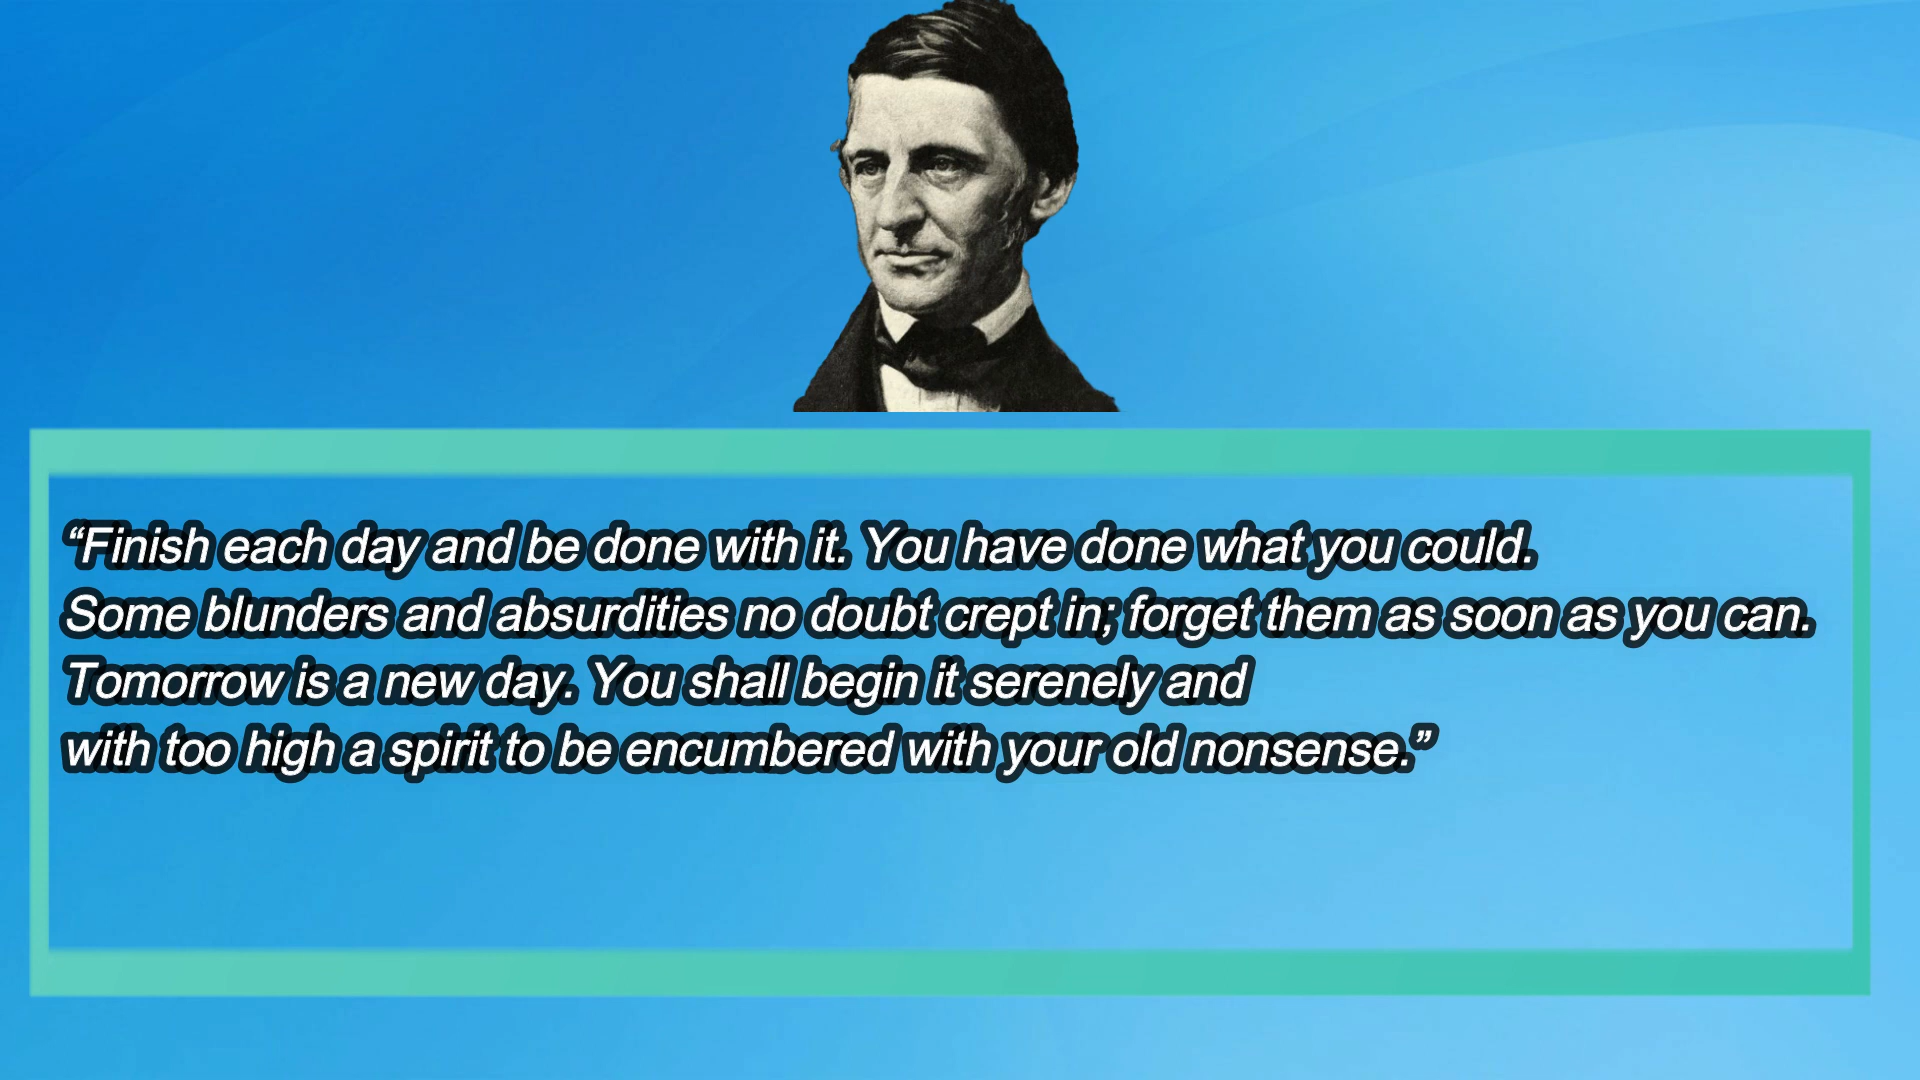 “Finish each day and be done with it. You have done what you could.
Some blunders and absurdities no doubt crept in; forget them as soon as you can.
Tomorrow is a new day. You shall begin it serenely and
with too high a spirit to be encumbered with your old nonsense.”